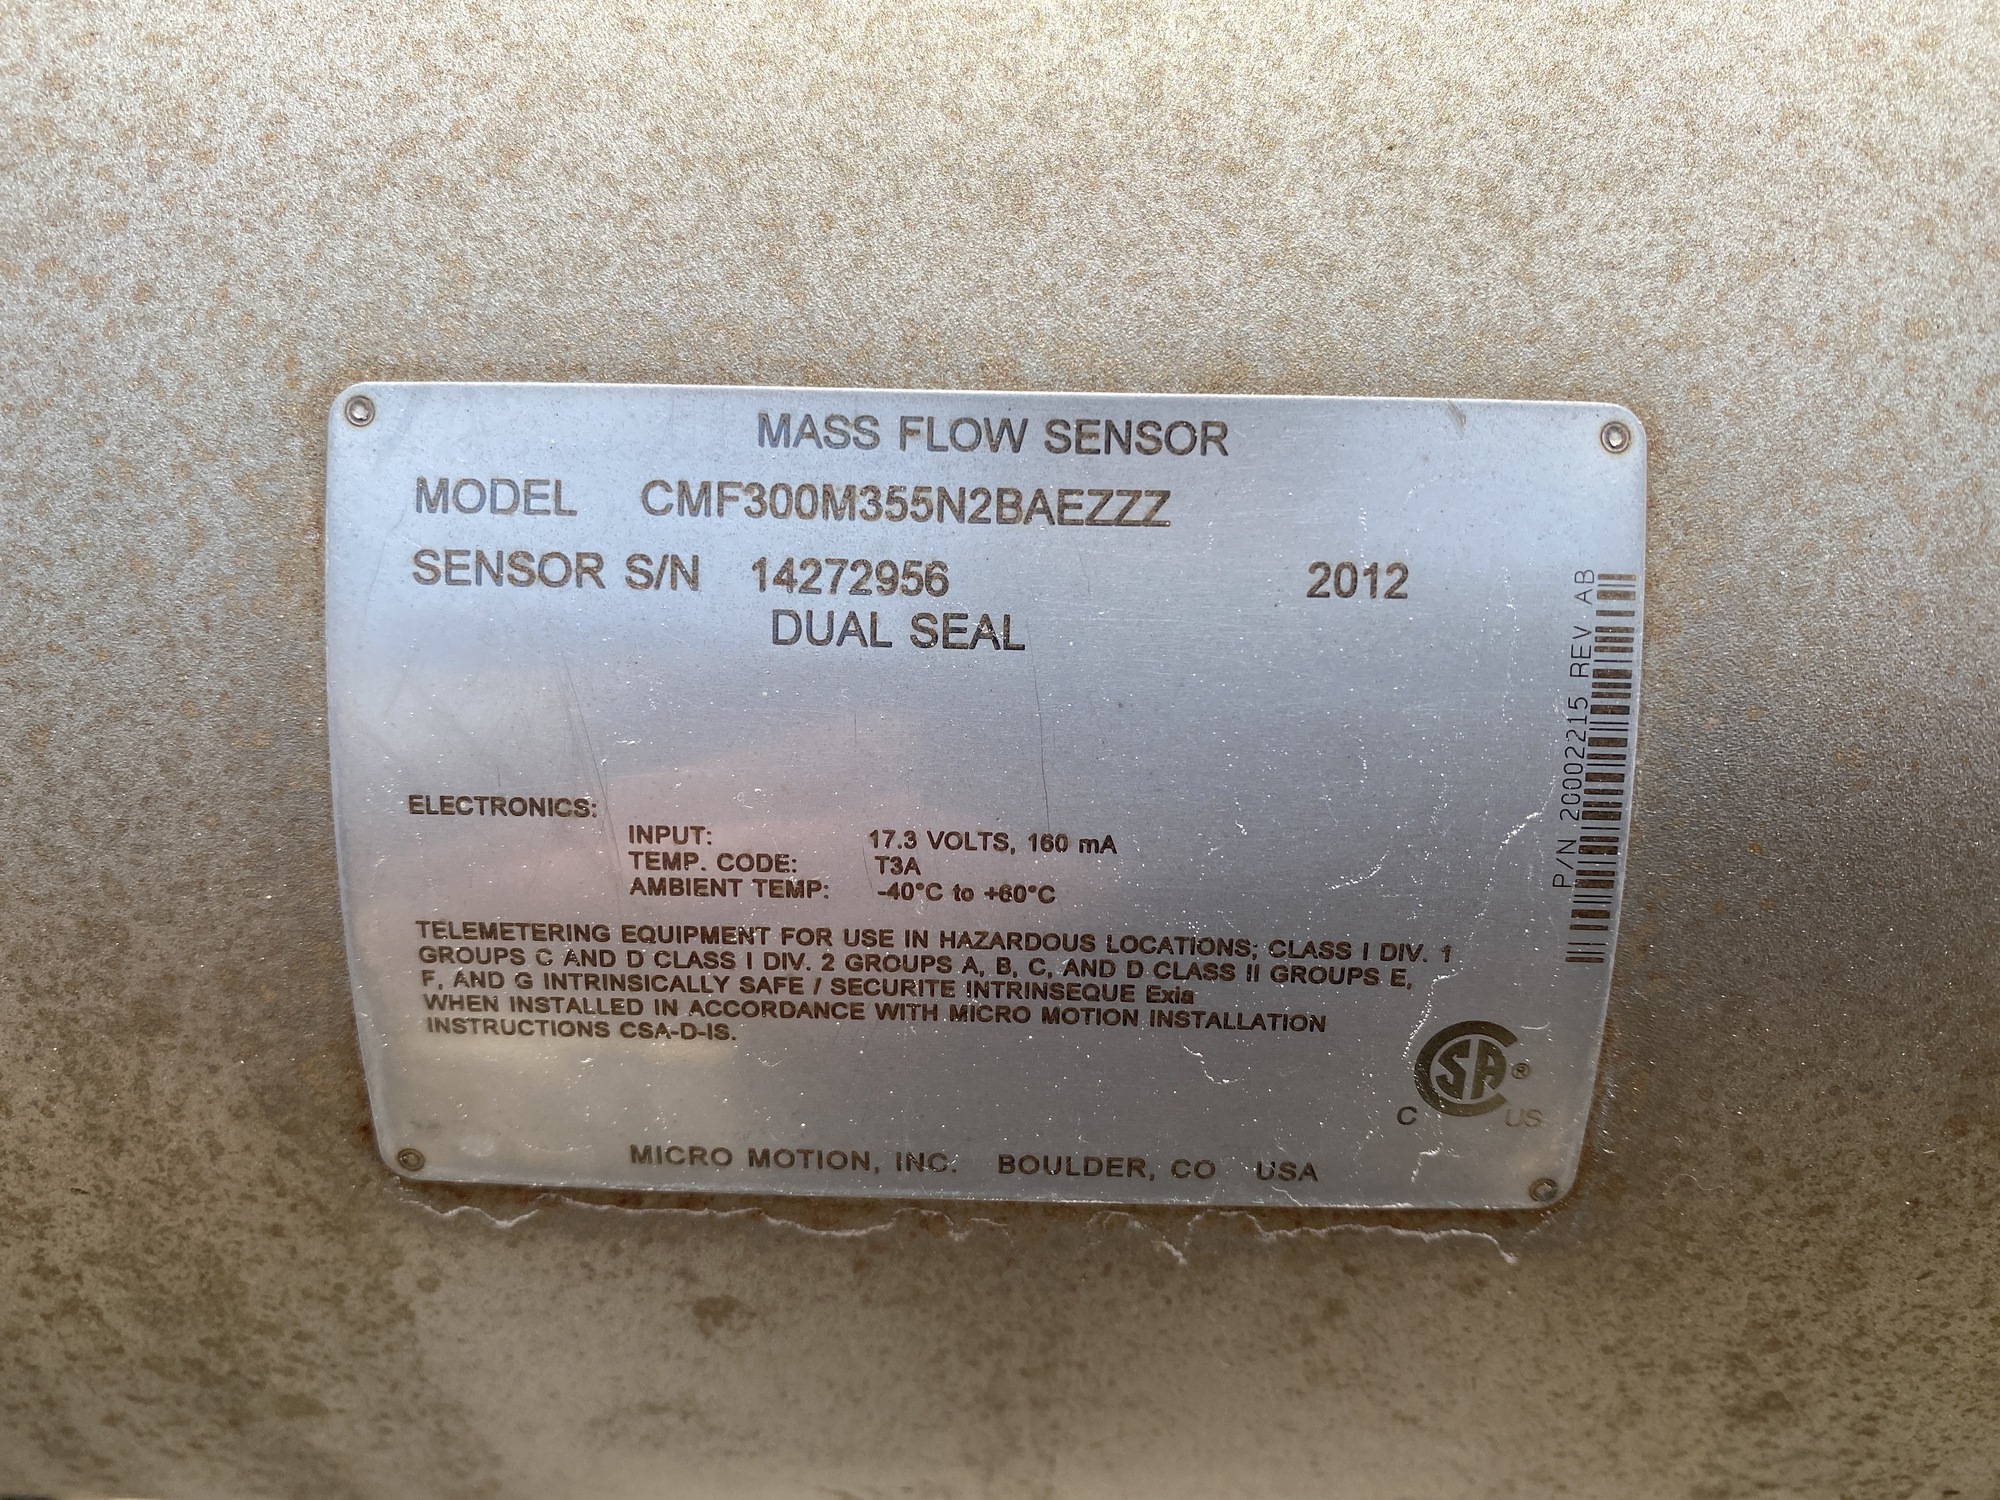 MASS FLOW SENSOR
MODEL CMF300M355N2BAEZZZ
SENSOR S/N 14272956 2012
DUAL SEAL
ELECTRONICS:
INPUT: 17.3 VOLTS, 160 mA
TEMP. CODE: T3A
AMBIENT TEMP: -40°C to +60°C
TELEMETERING EQUIPMENT FOR USE IN HAZARDOUS LOCATIONS; CLASS I DIV. 1
GROUPS C AND D CLASS I DIV. 2 GROUPS A, B, C, AND D CLASS II GROUPS E,
F, AND G INTRINSICALLY SAFE / SECURITE INTRINSEQUE Exia
WHEN INSTALLED IN ACCORDANCE WITH MICRO MOTION INSTALLATION
INSTRUCTIONS CSA-D-IS.
CSA ®
C US
MICRO MOTION, INC. BOULDER, CO USA
P/N 20002215 REV AB